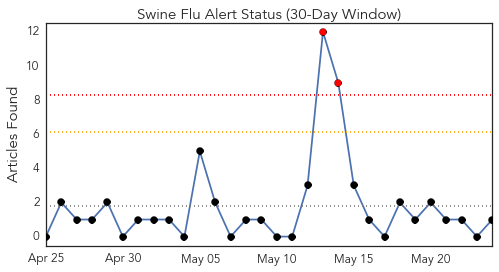 Swine Flu Alert Status (30-Day Window)
Articles Found
12
10
8
6
4
2
0
Apr 25
Apr 30
May 05
May 10
May 15
May 20